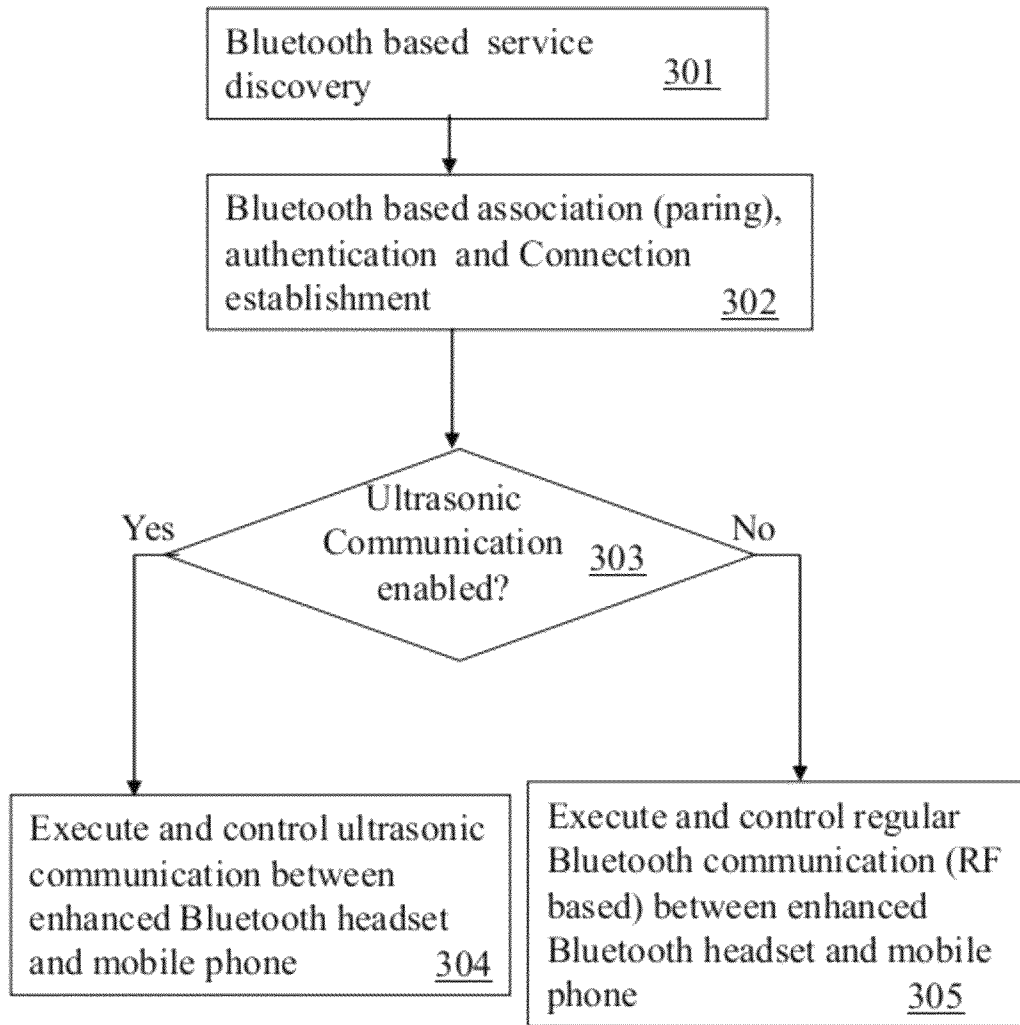 Bluetooth based service
discovery
301
Bluetooth based association (paring),
authentication and Connection
establishment
302
Yes
Ultrasonic
Communication
enabled?
303
No
Execute and control ultrasonic
communication between
enhanced Bluetooth headset
and mobile phone
304
Execute and control regular
Bluetooth communication (RF
based) between enhanced
Bluetooth headset and mobile
phone
305